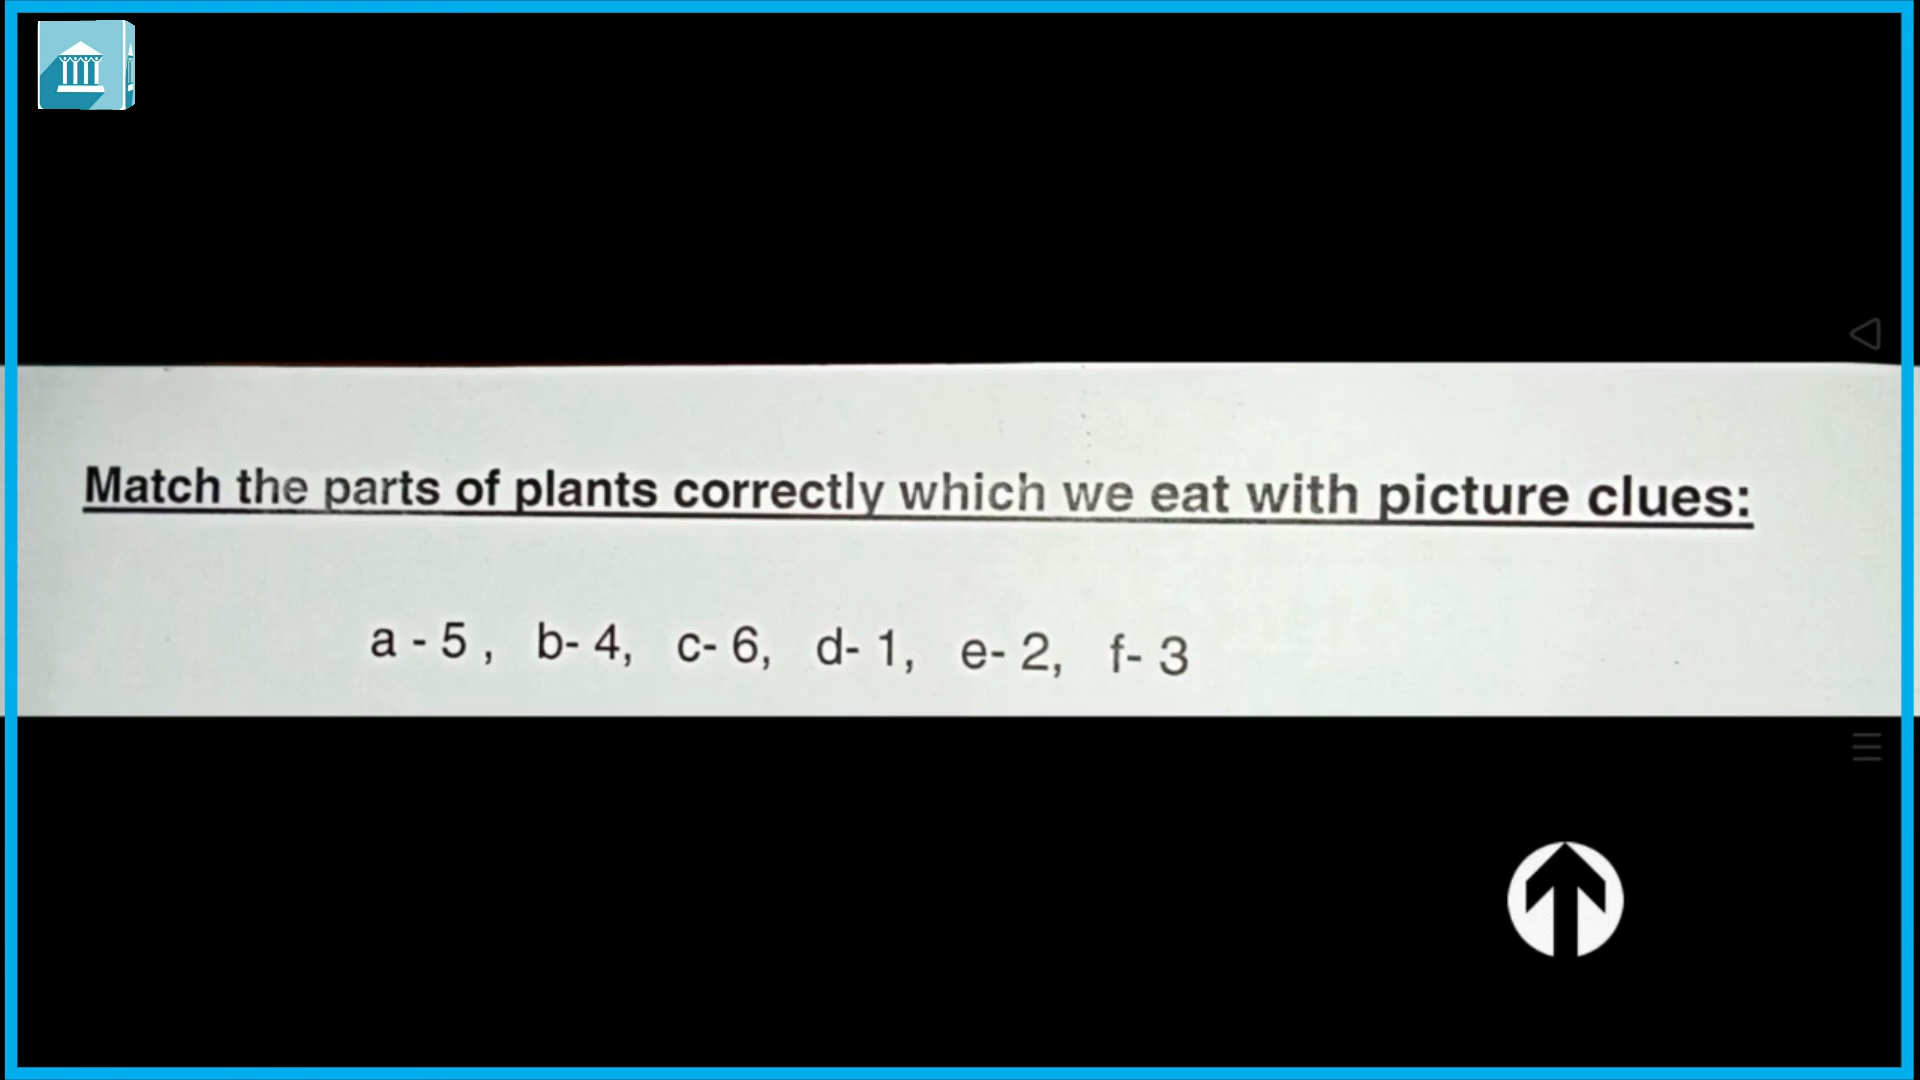 Match the parts of plants correctly which we eat with picture clues:
a - 5 , b- 4, c- 6, d- 1, e- 2, f- 3